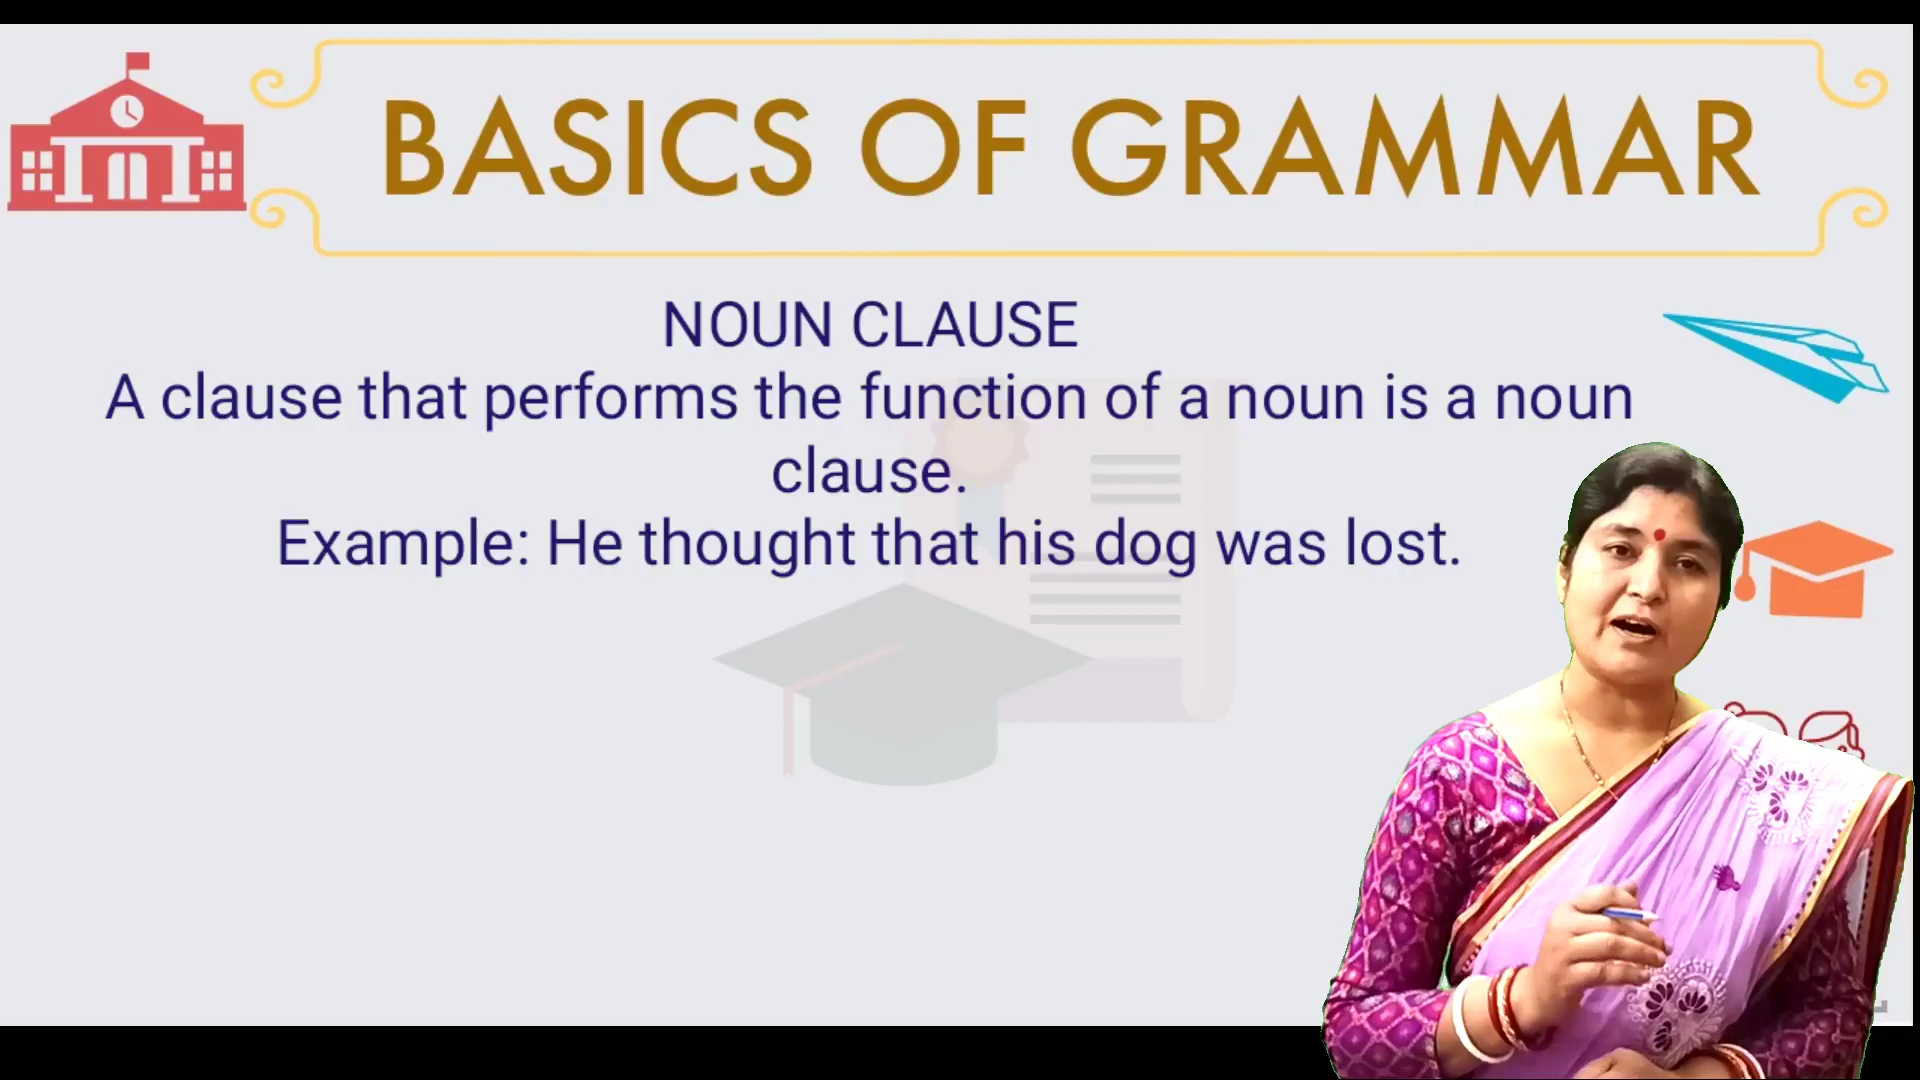 BASICS OF GRAMMAR
NOUN CLAUSE
A clause that performs the function of a noun is a noun
clause.
Example: He thought that his dog was lost.